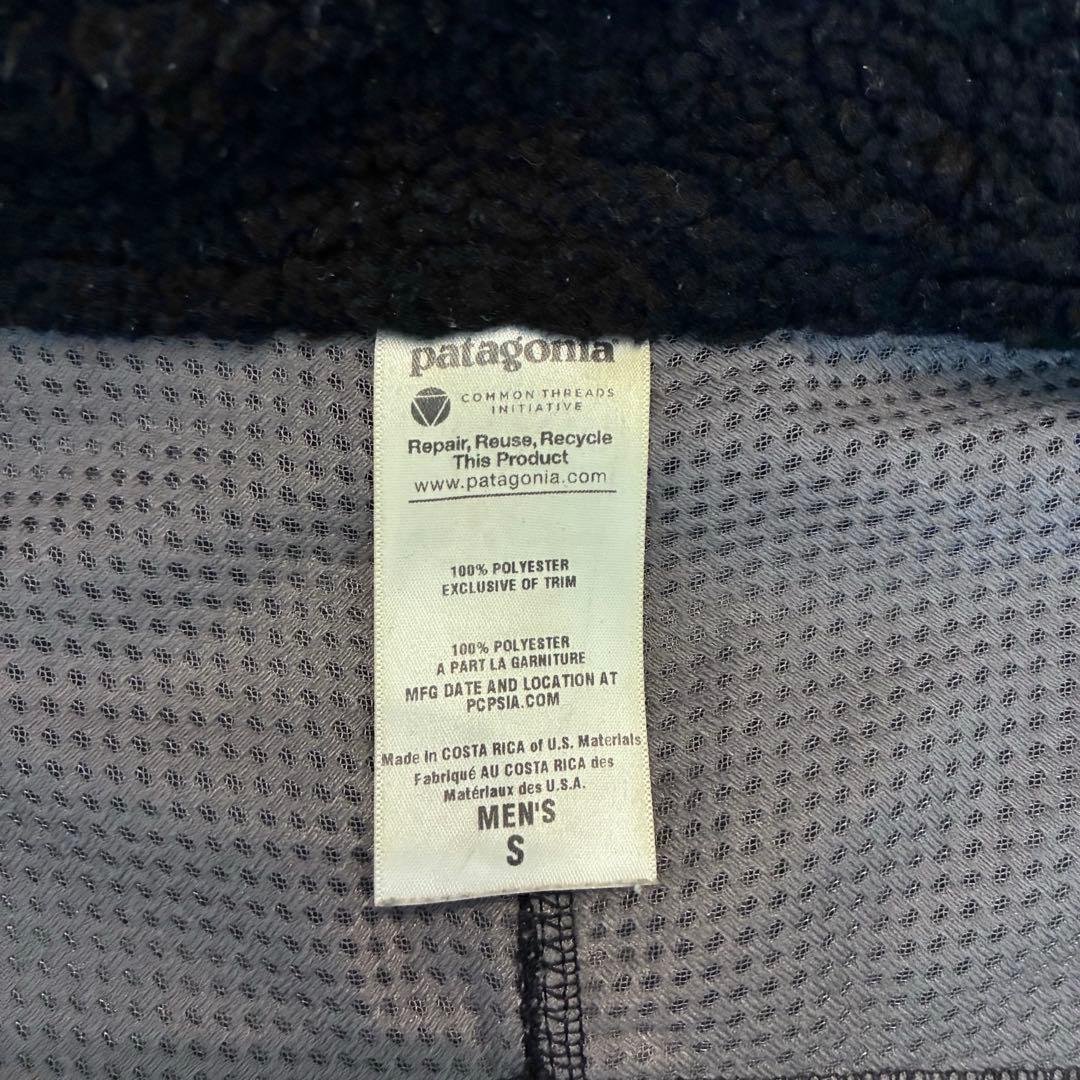 patagonia
COMMON THREADS
INITIATIVE
Repair, Reuse, Recycle
This Product
www.patagonia.com
100% POLYESTER
EXCLUSIVE OF TRIM
100% POLYESTER
A PART LA GARNITURE
MFG DATE AND LOCATION AT
PCPSIA.COM
Made in COSTA RICA of U.S. Materials
Fabriqué AU COSTA RICA des
Matériaux des U.S.A.
MEN'S
S